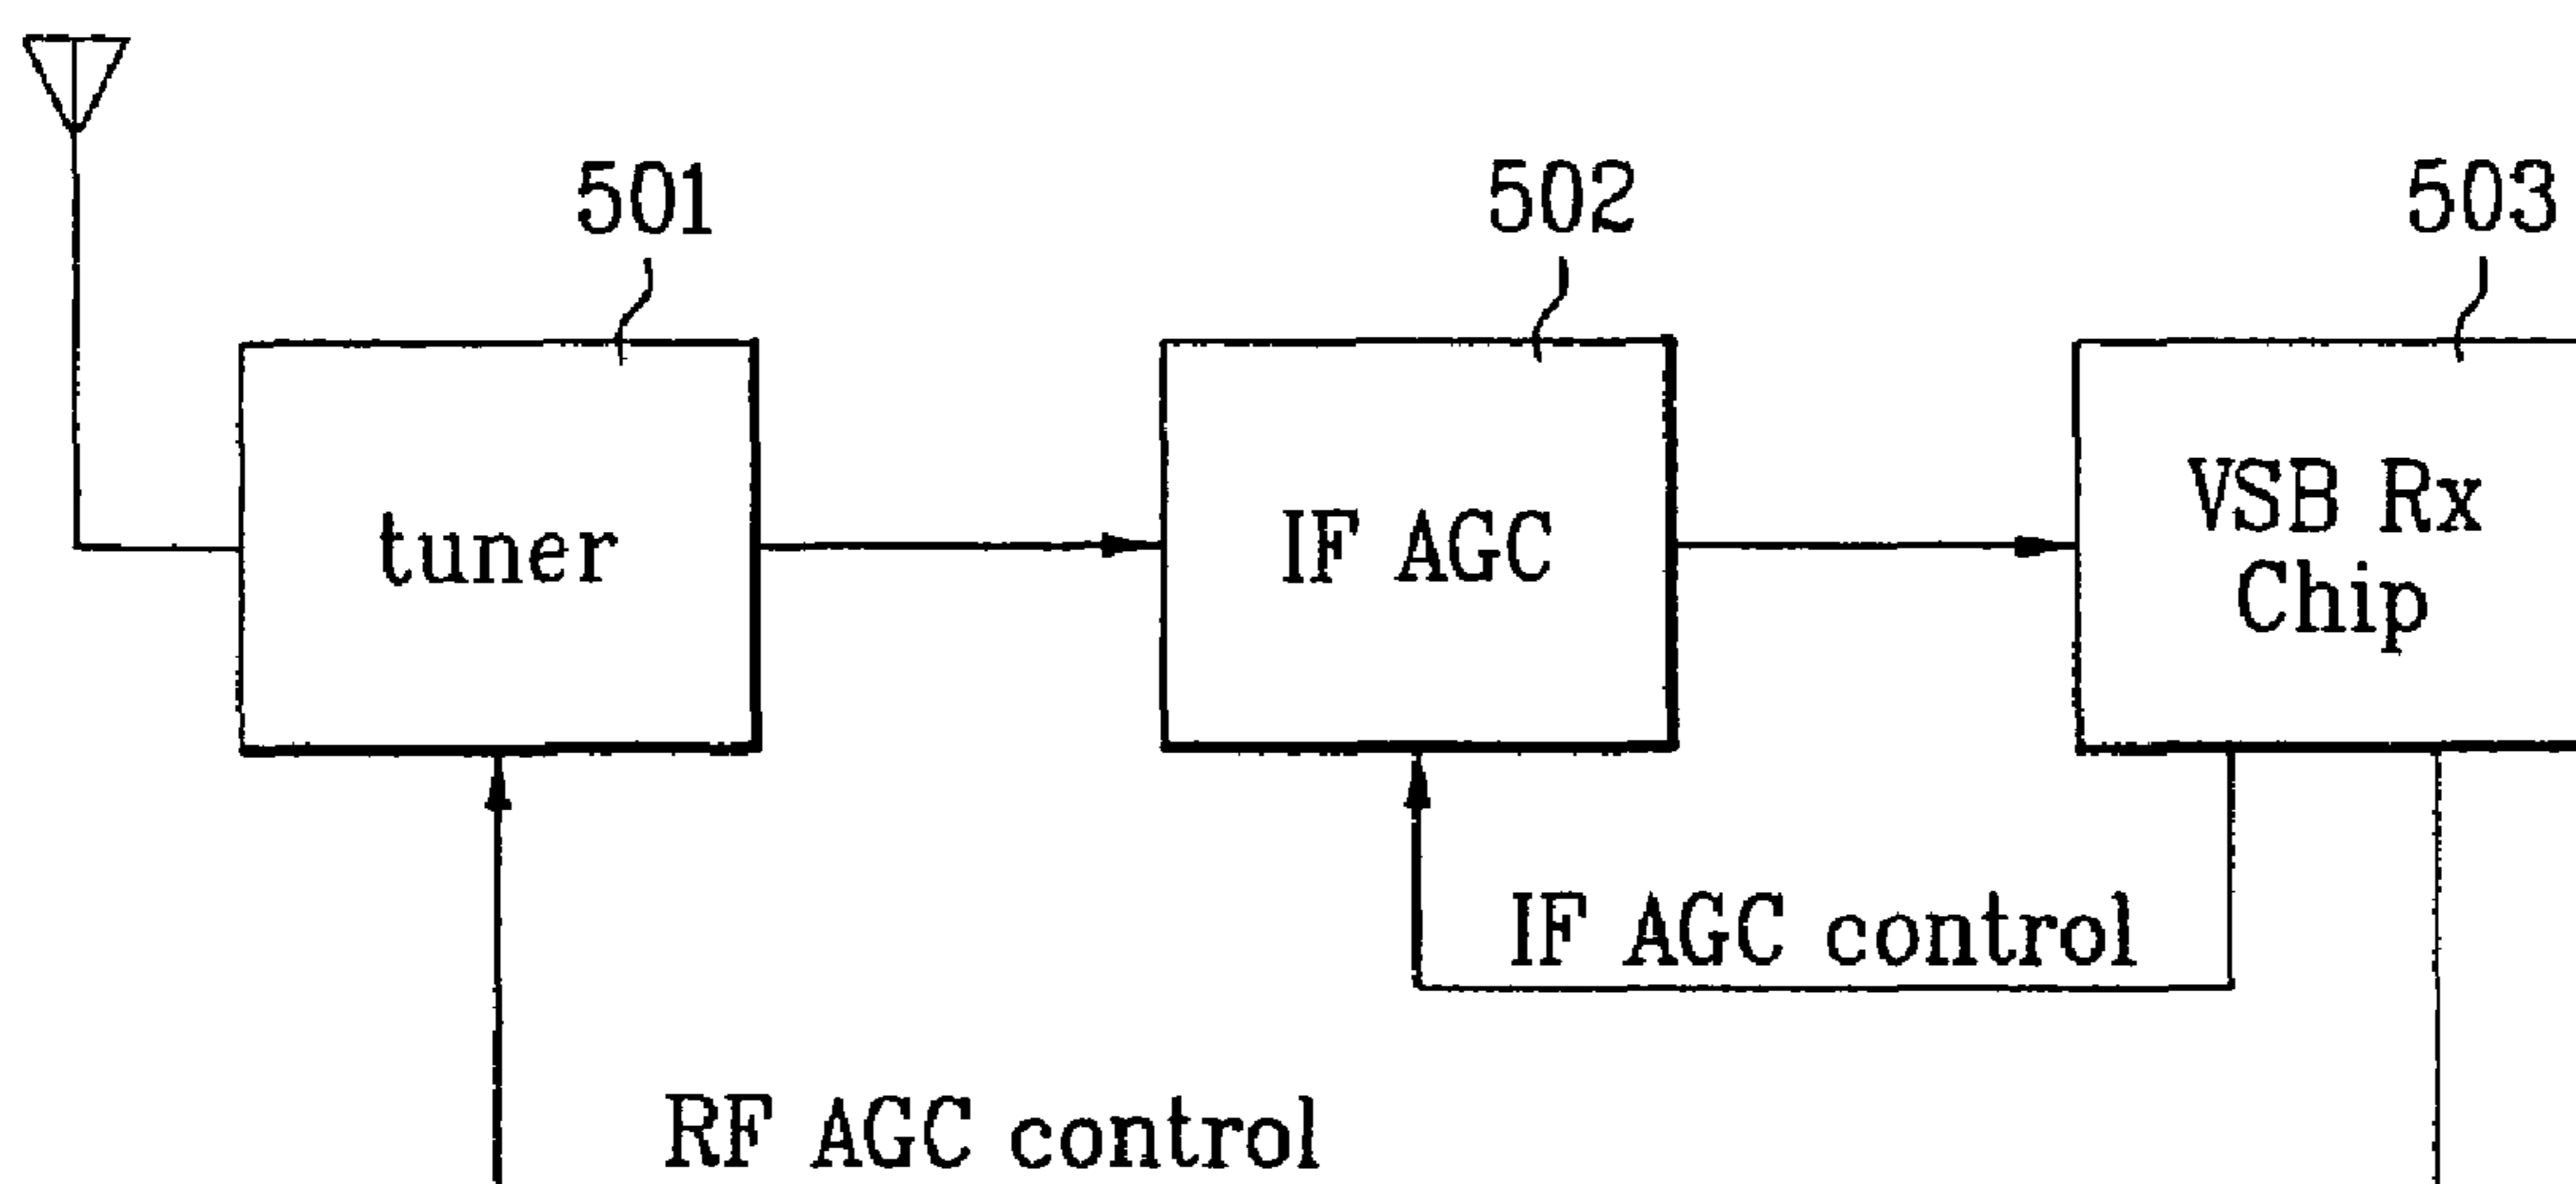 501
502
503
tuner
IF AGC
VSB Rx
Chip
IF AGC control
RF AGC control